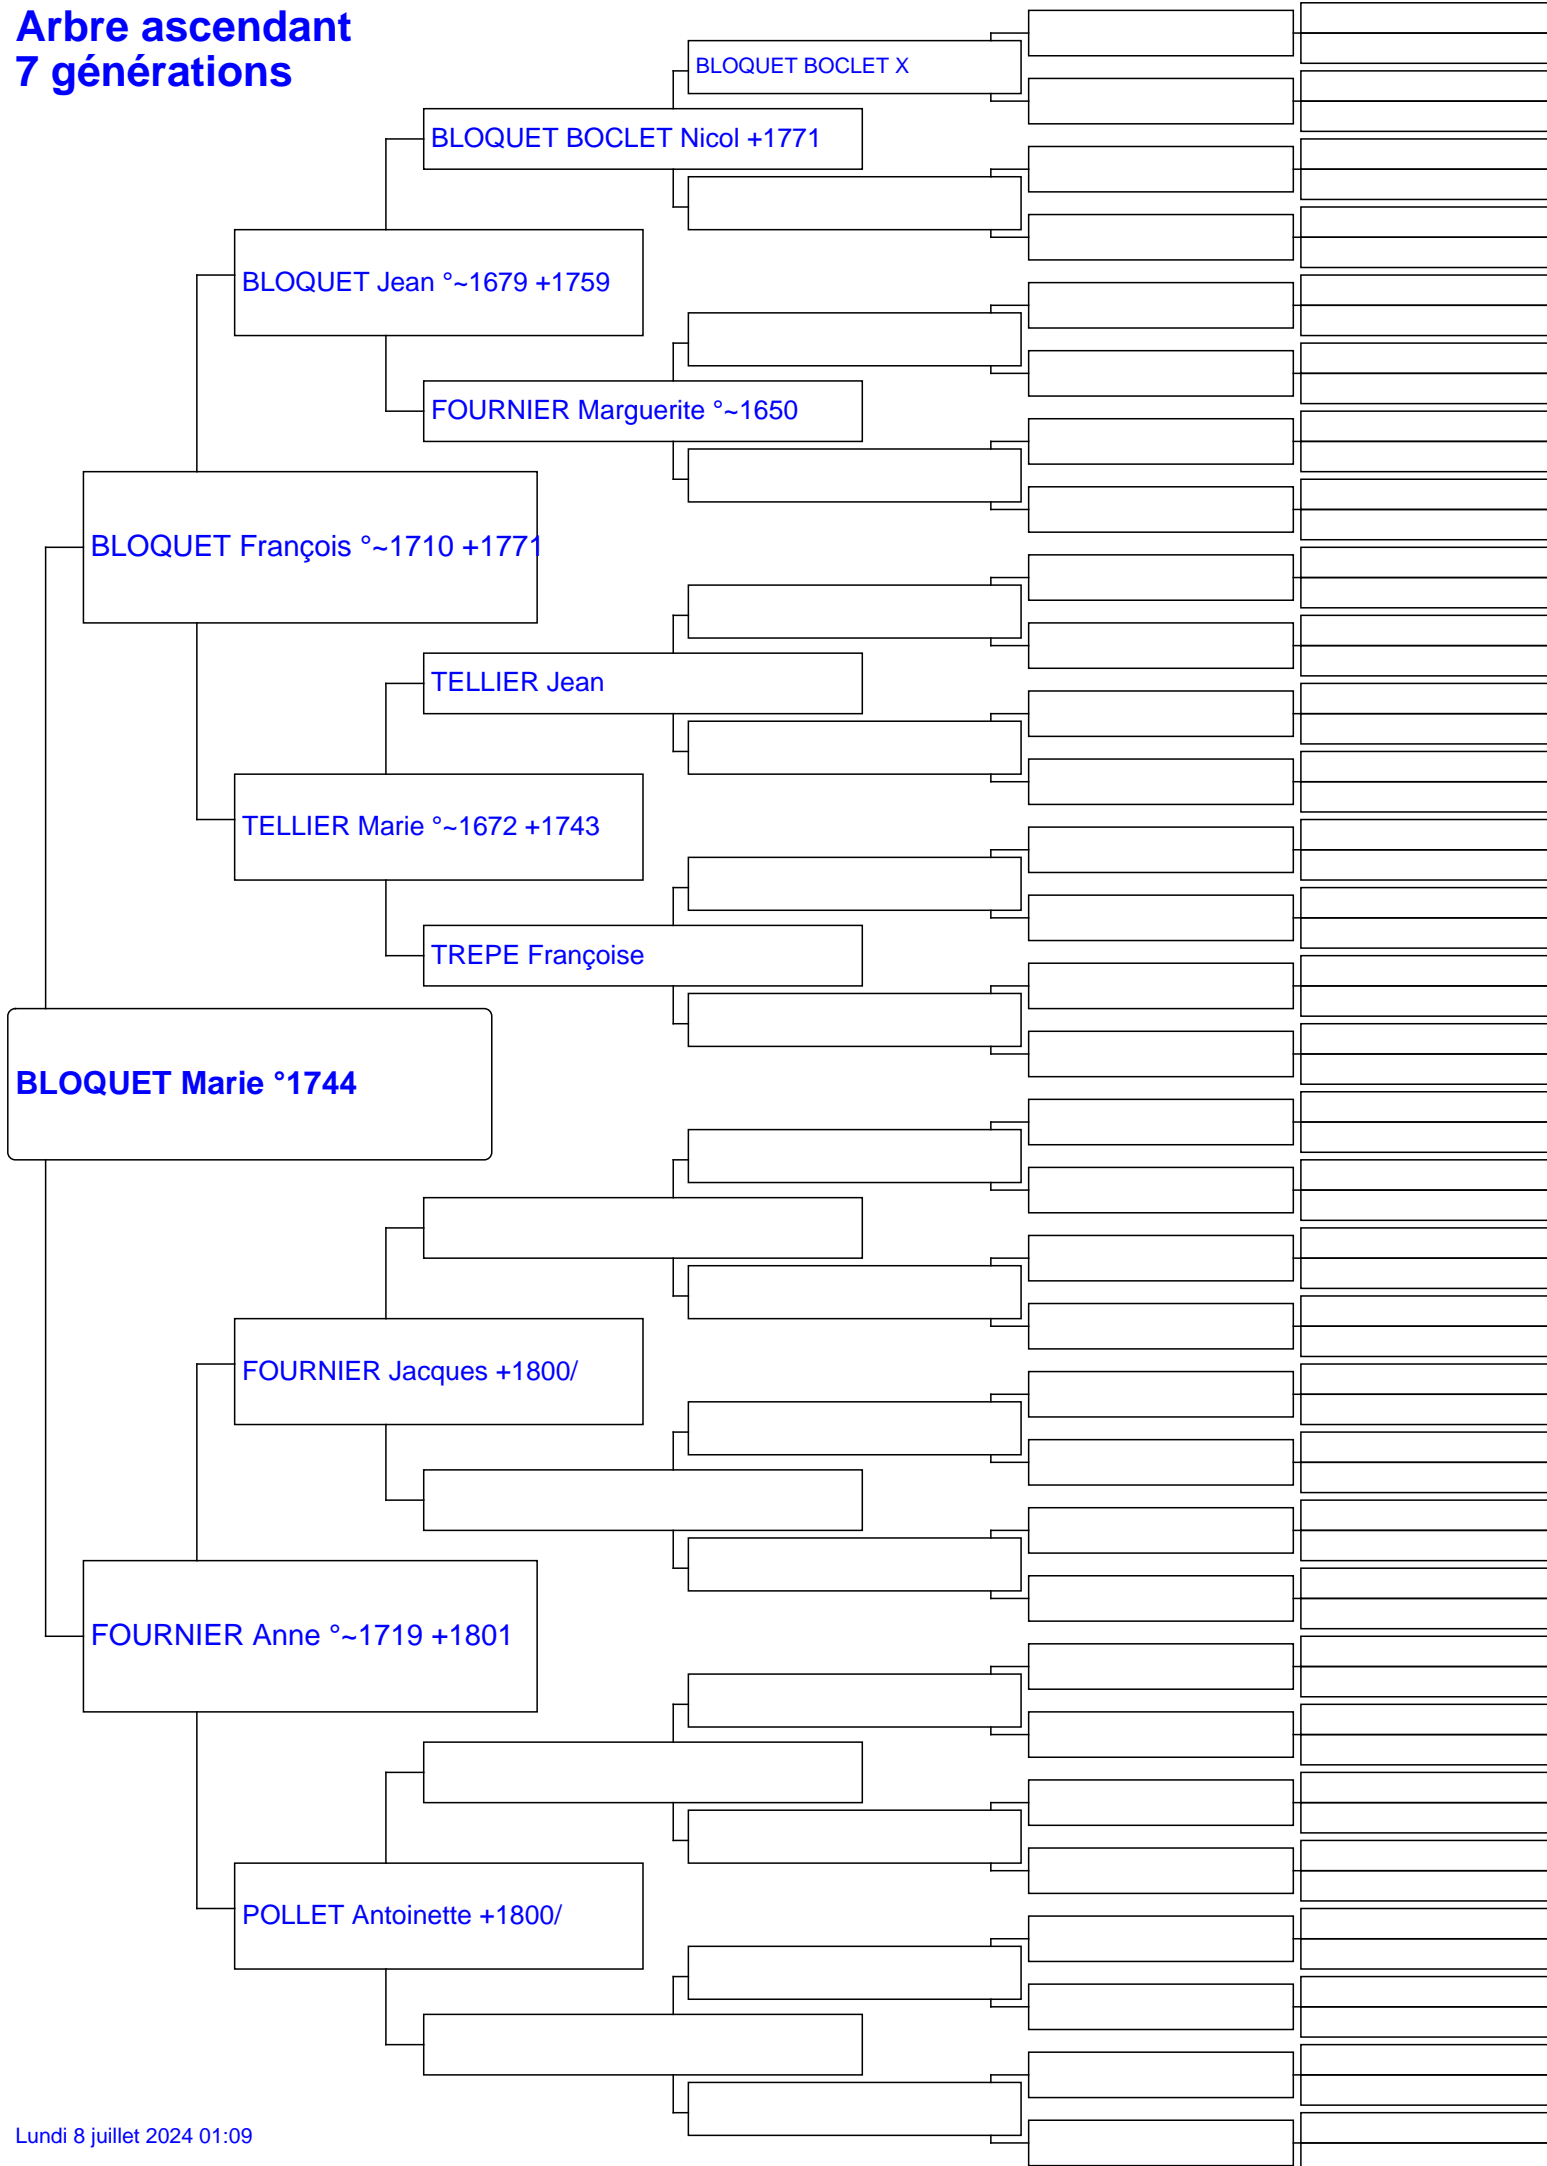 Arbre ascendant
7 générations
BLOQUET BOCLET X
BLOQUET BOCLET Nicol +1771
BLOQUET Jean °~1679 +1759
FOURNIER Marguerite °~1650
BLOQUET François °~1710 +1771
TELLIER Jean
TELLIER Marie °~1672 +1743
TREPE Françoise
BLOQUET Marie °1744
FOURNIER Jacques +1800/
FOURNIER Anne °~1719 +1801
POLLET Antoinette +1800/
Lundi 8 juillet 2024 01:09